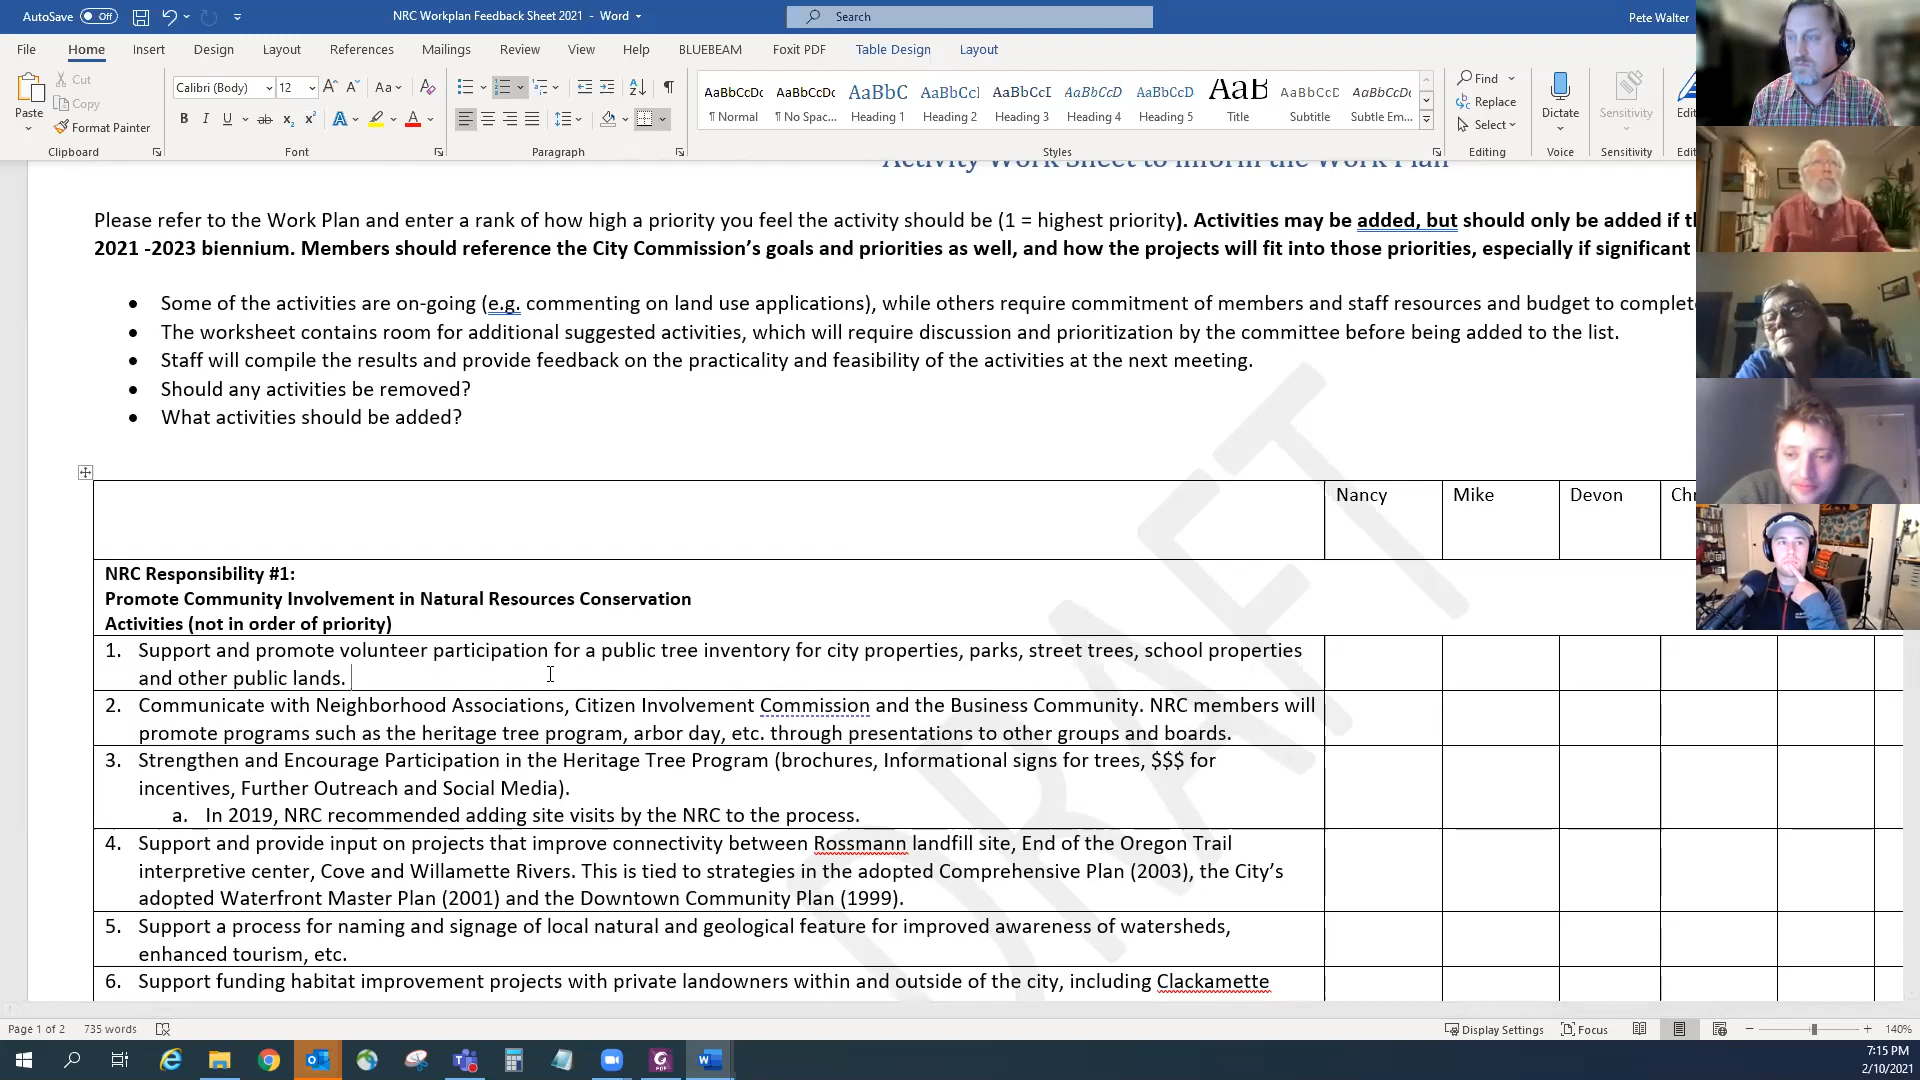 AutoSave Off NRC Workplan Feedback Sheet 2021 - Word Search Pete Walter
File Home Insert Design Layout References Mailings Review View Help BLUEBEAM Foxit PDF Table Design Layout
Paste Cut Copy Format Painter
Calibri (Body) 12
AaBbCcDc AaBbCcDc AaBbC AaBbCcl AaBbCcI AaBbCcD AaBbCcD AaB AaBbCcD AaBbCcDc
¶ Normal ¶ No Spac... Heading 1 Heading 2 Heading 3 Heading 4 Heading 5 Title Subtitle Subtle Em...
Find Replace Select Dictate Sensitivity Edit
Clipboard Font Paragraph Styles Editing Voice Sensitivity Edit
Activity Work Sheet to inform the Work Plan
Please refer to the Work Plan and enter a rank of how high a priority you feel the activity should be (1 = highest priority). Activities may be added, but should only be added if
2021 -2023 biennium. Members should reference the City Commission's goals and priorities as well, and how the projects will fit into those priorities, especially if significant
• Some of the activities are on-going (e.g. commenting on land use applications), while others require commitment of members and staff resources and budget to complete
• The worksheet contains room for additional suggested activities, which will require discussion and prioritization by the committee before being added to the list.
• Staff will compile the results and provide feedback on the practicality and feasibility of the activities at the next meeting.
• Should any activities be removed?
• What activities should be added?
Nancy Mike Devon Ch
NRC Responsibility #1:
Promote Community Involvement in Natural Resources Conservation
Activities (not in order of priority)
1. Support and promote volunteer participation for a public tree inventory for city properties, parks, street trees, school properties
and other public lands.
2. Communicate with Neighborhood Associations, Citizen Involvement Commission and the Business Community. NRC members will
promote programs such as the heritage tree program, arbor day, etc. through presentations to other groups and boards.
3. Strengthen and Encourage Participation in the Heritage Tree Program (brochures, Informational signs for trees, $$$ for
incentives, Further Outreach and Social Media).
a. In 2019, NRC recommended adding site visits by the NRC to the process.
4. Support and provide input on projects that improve connectivity between Rossmann landfill site, End of the Oregon Trail
interpretive center, Cove and Willamette Rivers. This is tied to strategies in the adopted Comprehensive Plan (2003), the City's
adopted Waterfront Master Plan (2001) and the Downtown Community Plan (1999).
5. Support a process for naming and signage of local natural and geological feature for improved awareness of watersheds,
enhanced tourism, etc.
6. Support funding habitat improvement projects with private landowners within and outside of the city, including Clackamette
DRAFT
Page 1 of 2 735 words Display Settings Focus 140%
7:15 PM
2/10/2021